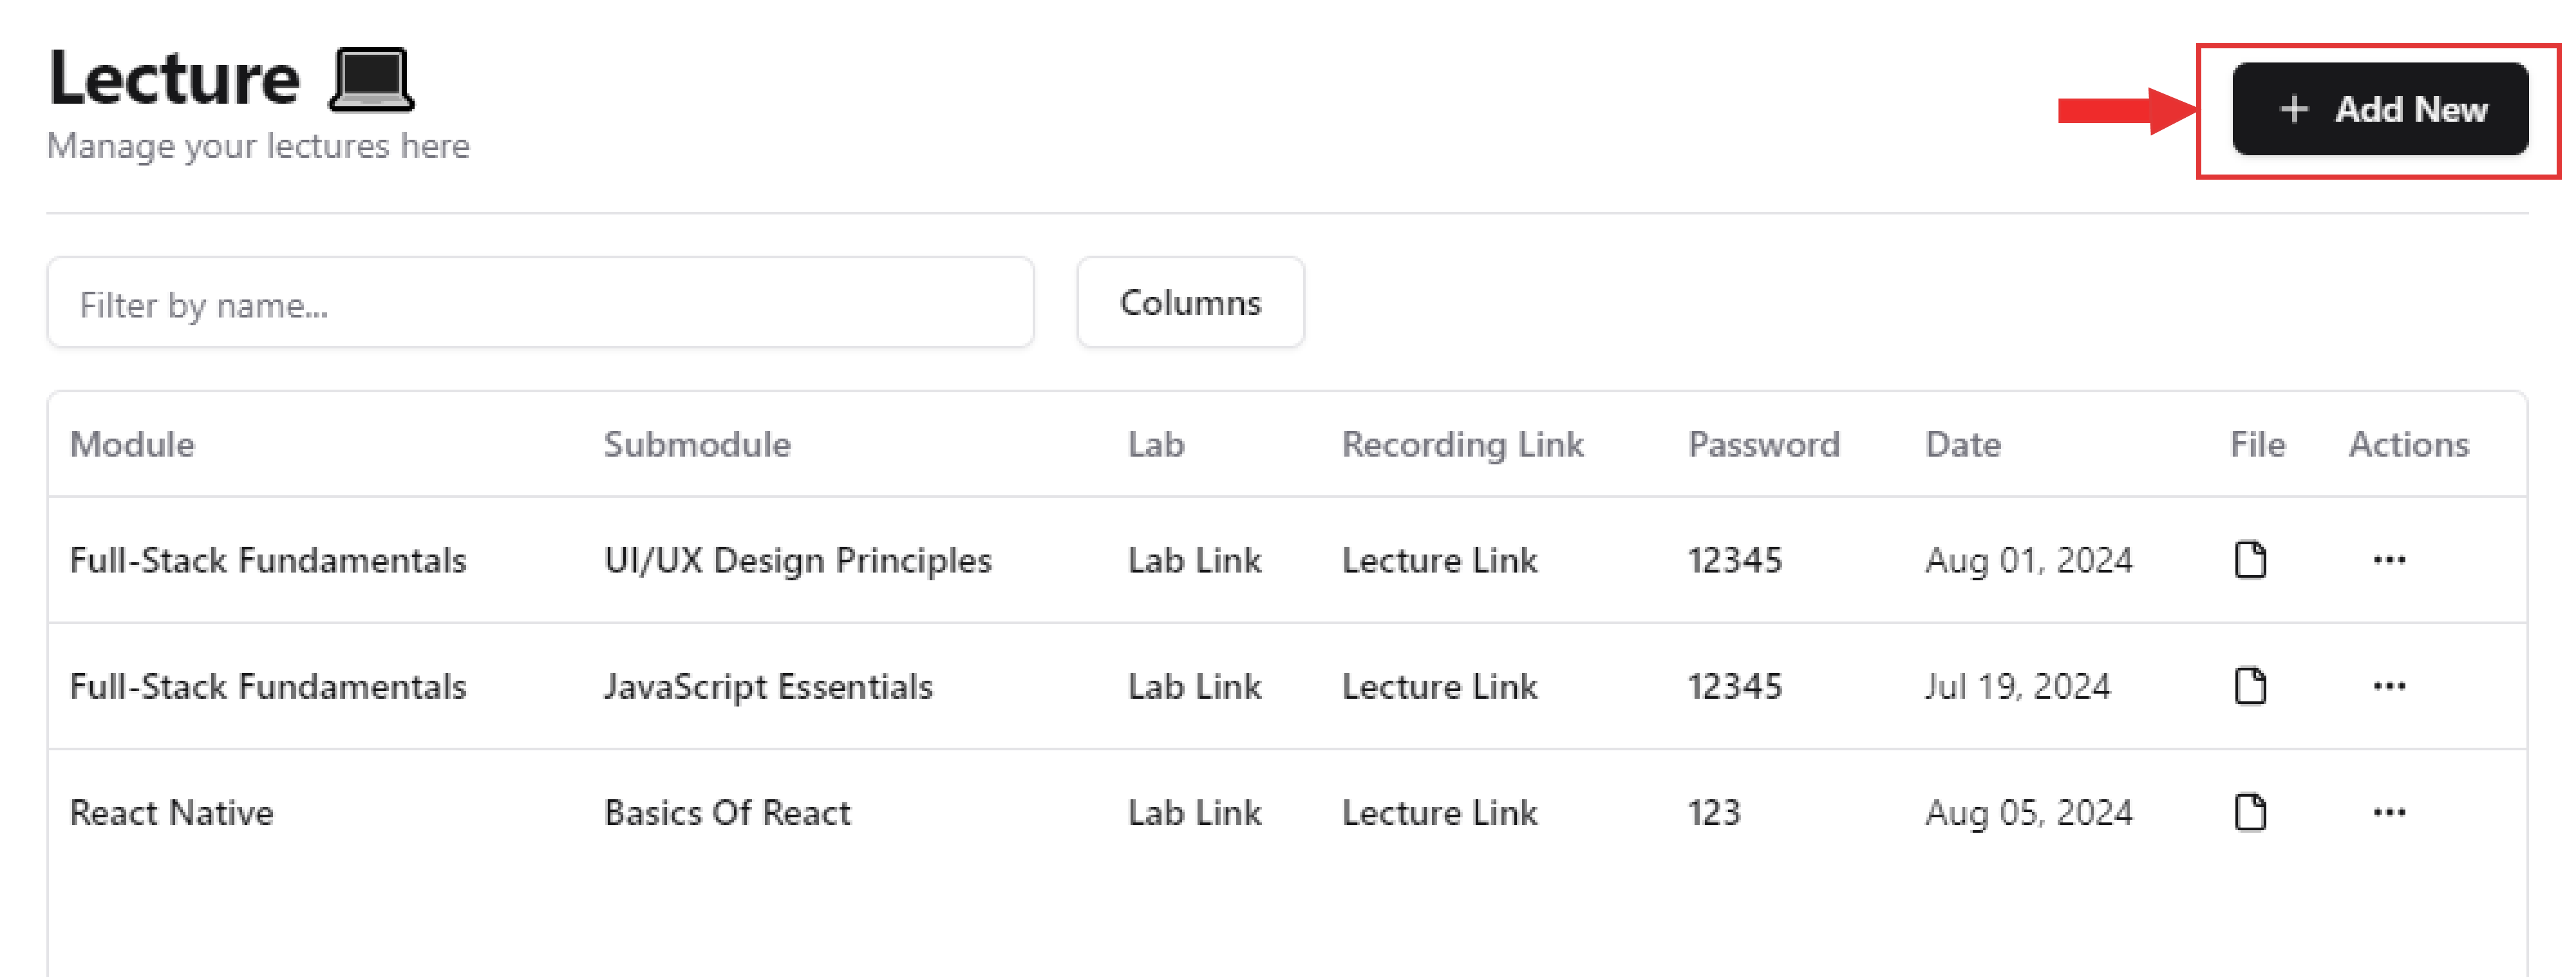 Lecture
Manage your lectures here
+ Add New
Filter by name...
Columns
Module Submodule Lab Recording Link Password Date File Actions
Full-Stack Fundamentals UI/UX Design Principles Lab Link Lecture Link 12345 Aug 01, 2024
Full-Stack Fundamentals JavaScript Essentials Lab Link Lecture Link 12345 Jul 19, 2024
React Native Basics Of React Lab Link Lecture Link 123 Aug 05, 2024